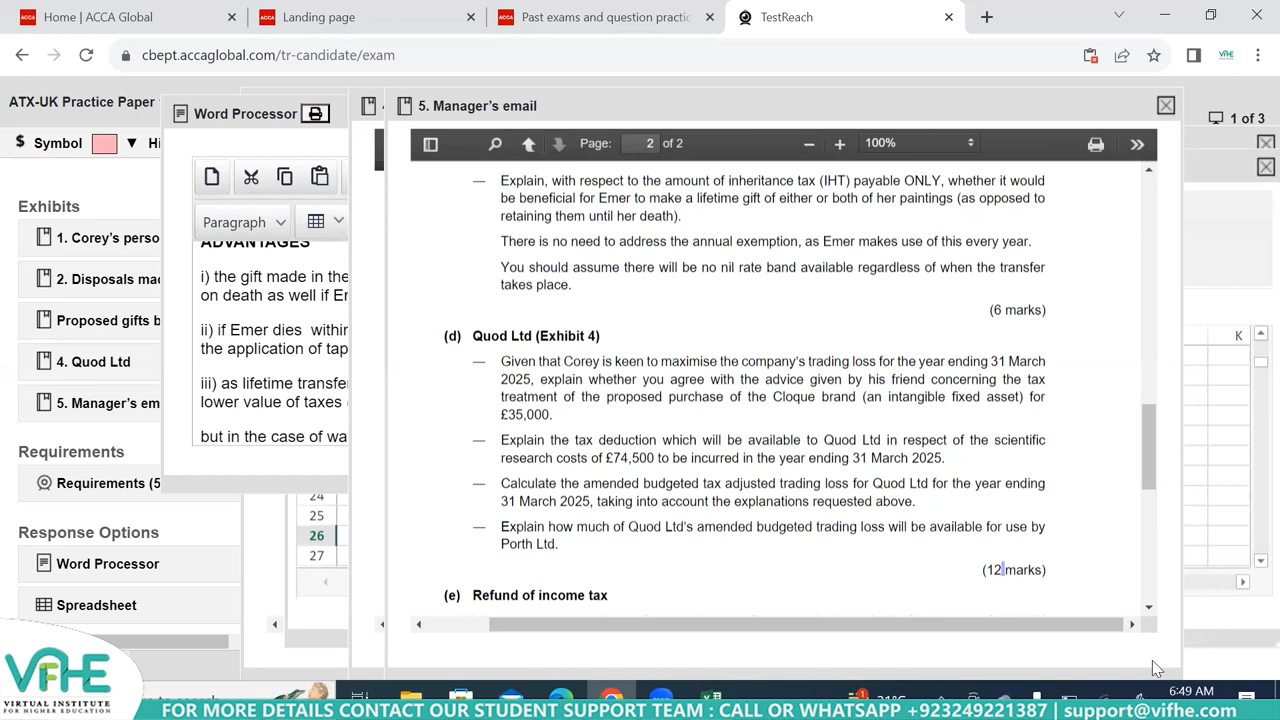 Home | ACCA Global
Landing page
Past exams and question practic
TestReach
cbept.accaglobal.com/tr-candidate/exam
ATX-UK Practice Paper
Word Processor
5. Manager's email
1 of 3
$ Symbol
Hi
Page: 2 of 2
100%
Exhibits
1. Corey's perso
2. Disposals mad
Proposed gifts b
4. Quod Ltd
5. Manager's em
Requirements
Requirements (5
Response Options
Word Processor
Spreadsheet
Paragraph
ADVANTAGES
i) the gift made in the
on death as well if Er
ii) if Emer dies within
the application of tap
iii) as lifetime transfer
lower value of taxes
but in the case of wa
24
25
26
27
K
— Explain, with respect to the amount of inheritance tax (IHT) payable ONLY, whether it would
be beneficial for Emer to make a lifetime gift of either or both of her paintings (as opposed to
retaining them until her death).
There is no need to address the annual exemption, as Emer makes use of this every year.
You should assume there will be no nil rate band available regardless of when the transfer
takes place.
(6 marks)
(d) Quod Ltd (Exhibit 4)
— Given that Corey is keen to maximise the company's trading loss for the year ending 31 March
2025, explain whether you agree with the advice given by his friend concerning the tax
treatment of the proposed purchase of the Cloque brand (an intangible fixed asset) for
£35,000.
— Explain the tax deduction which will be available to Quod Ltd in respect of the scientific
research costs of £74,500 to be incurred in the year ending 31 March 2025.
— Calculate the amended budgeted tax adjusted trading loss for Quod Ltd for the year ending
31 March 2025, taking into account the explanations requested above.
— Explain how much of Quod Ltd's amended budgeted trading loss will be available for use by
Porth Ltd.
(12 marks)
(e) Refund of income tax
6:49 AM
VFHE
VIRTUAL INSTITUTE
FOR HIGHER EDUCATION
FOR MORE DETAILS CONTACT OUR STUDENT SUPPORT TEAM : CALL OR WHATSAPP +923249221387 | support@vifhe.com